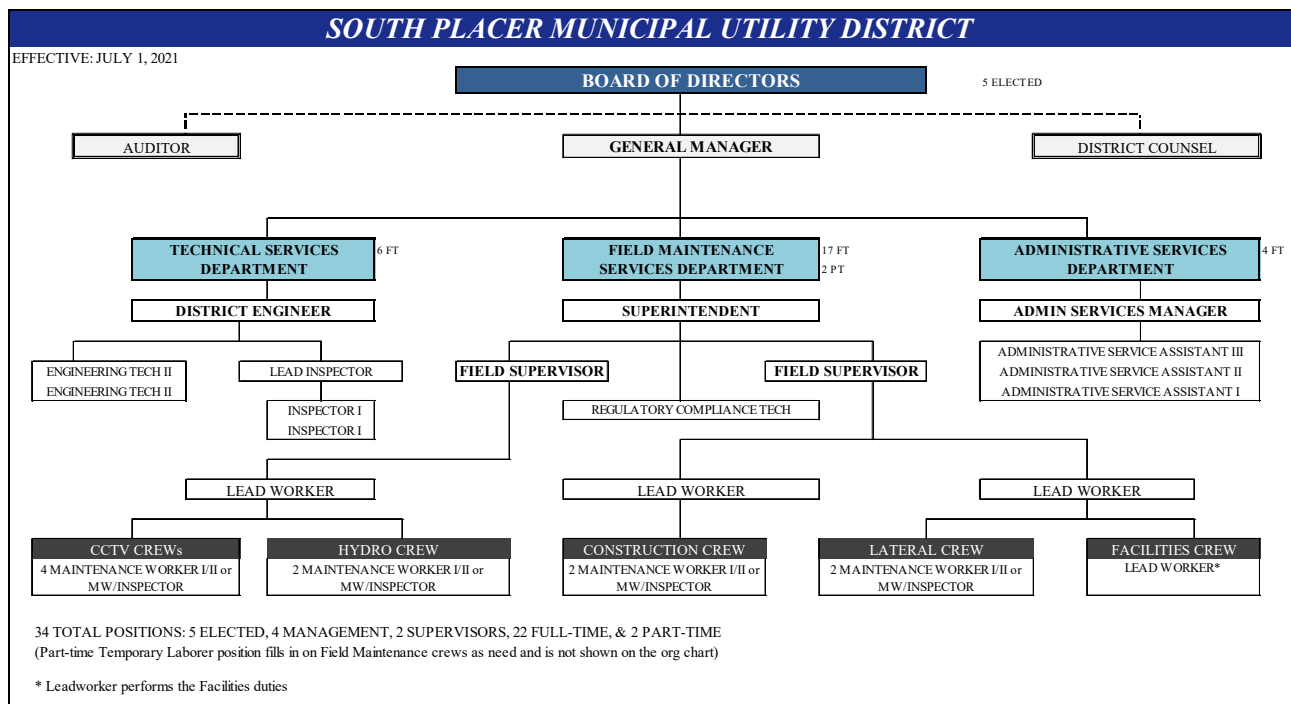 SOUTH PLACER MUNICIPAL UTILITY DISTRICT
EFFECTIVE: JULY 1, 2021
BOARD OF DIRECTORS
5 ELECTED
AUDITOR
GENERAL MANAGER
DISTRICT COUNSEL
TECHNICAL SERVICES
DEPARTMENT
6 FT
FIELD MAINTENANCE
SERVICES DEPARTMENT
17 FT
2 PT
ADMINISTRATIVE SERVICES
DEPARTMENT
4 FT
DISTRICT ENGINEER
SUPERINTENDENT
ADMIN SERVICES MANAGER
ENGINEERING TECH II
ENGINEERING TECH II
LEAD INSPECTOR
INSPECTOR I
INSPECTOR I
FIELD SUPERVISOR
FIELD SUPERVISOR
REGULATORY COMPLIANCE TECH
ADMINISTRATIVE SERVICE ASSISTANT III
ADMINISTRATIVE SERVICE ASSISTANT II
ADMINISTRATIVE SERVICE ASSISTANT I
LEAD WORKER
LEAD WORKER
LEAD WORKER
CCTV CREWs
4 MAINTENANCE WORKER I/II or
MW/INSPECTOR
HYDRO CREW
2 MAINTENANCE WORKER I/II or
MW/INSPECTOR
CONSTRUCTION CREW
2 MAINTENANCE WORKER I/II or
MW/INSPECTOR
LATERAL CREW
2 MAINTENANCE WORKER I/II or
MW/INSPECTOR
FACILITIES CREW
LEAD WORKER*
34 TOTAL POSITIONS: 5 ELECTED, 4 MANAGEMENT, 2 SUPERVISORS, 22 FULL-TIME, & 2 PART-TIME
(Part-time Temporary Laborer position fills in on Field Maintenance crews as need and is not shown on the org chart)
* Leadworker performs the Facilities duties